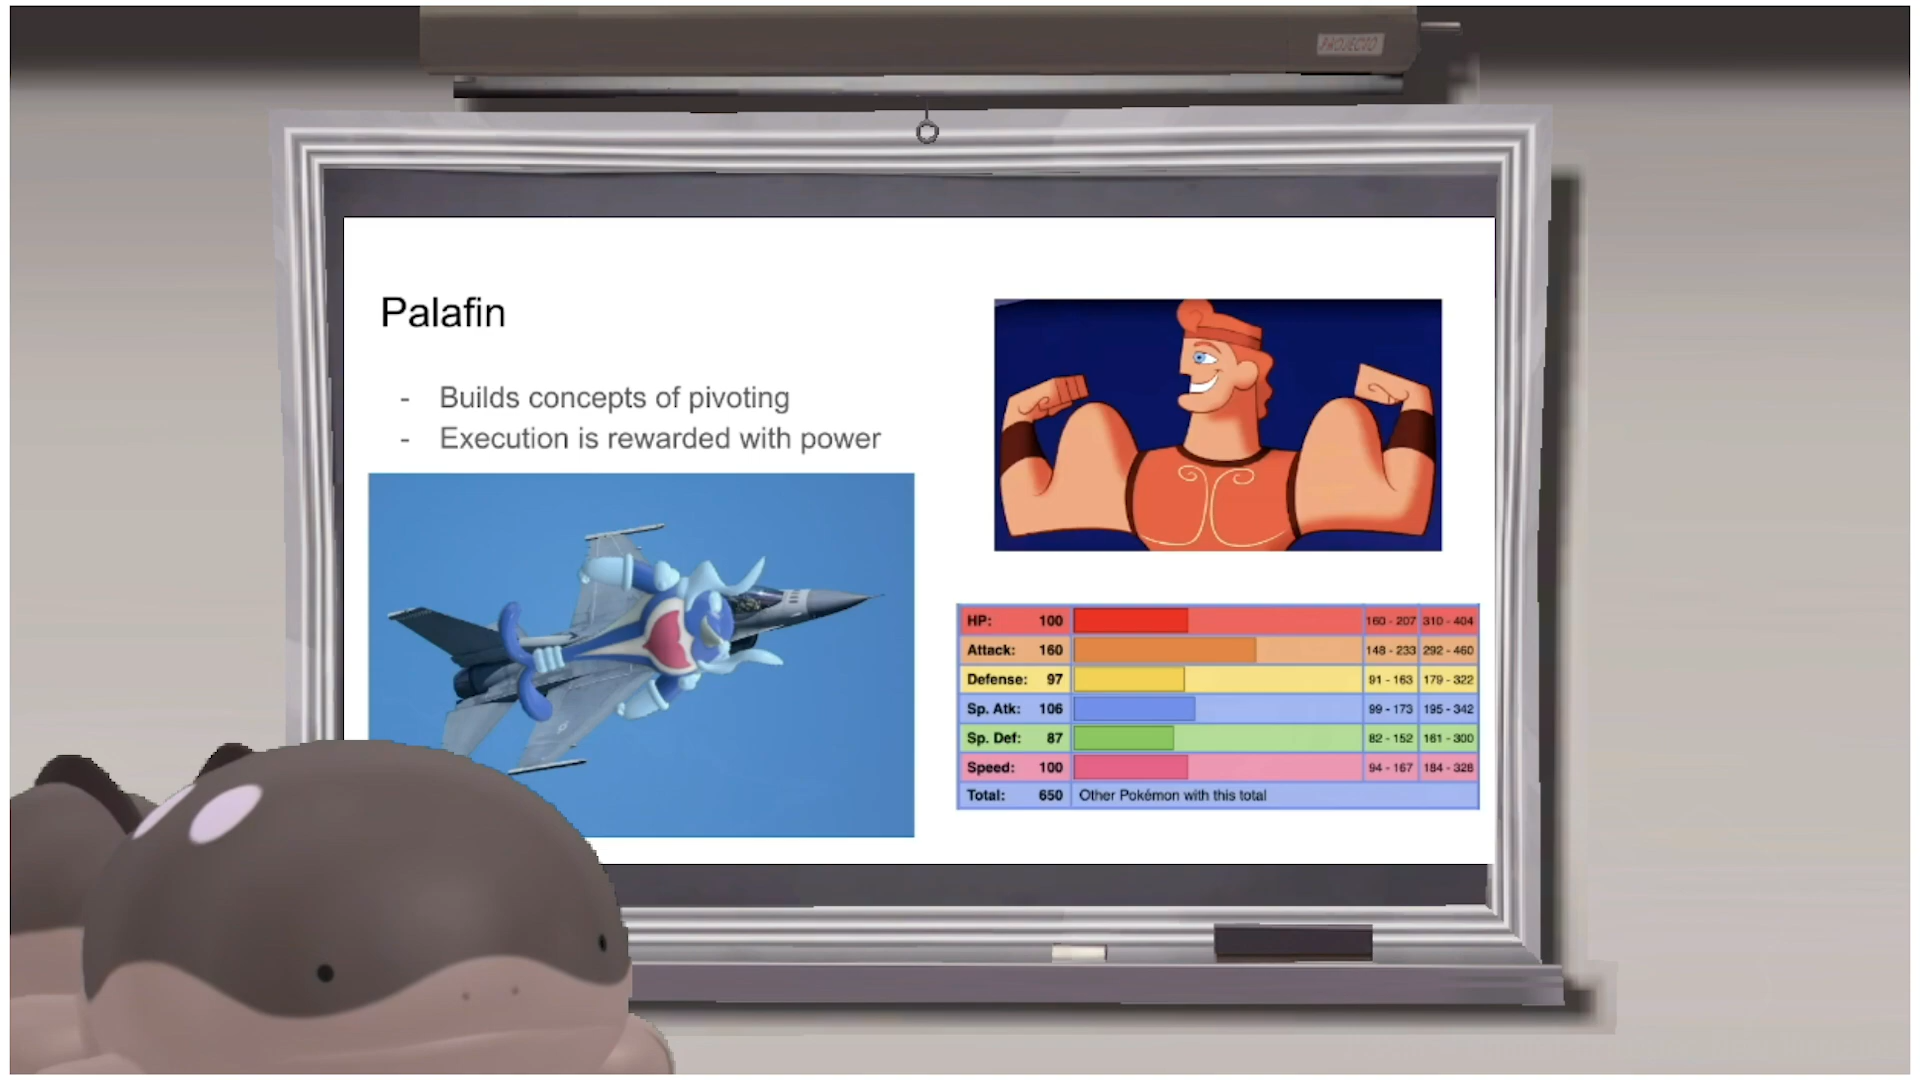 PROJECTO
Palafin
- Builds concepts of pivoting
- Execution is rewarded with power
HP: 100 160 - 207 310 - 404
Attack: 160 148 - 233 292 - 460
Defense: 97 91 - 163 179 - 322
Sp. Atk: 106 99 - 173 195 - 342
Sp. Def: 87 82 - 152 161 - 300
Speed: 100 94 - 167 184 - 328
Total: 650 Other Pokémon with this total